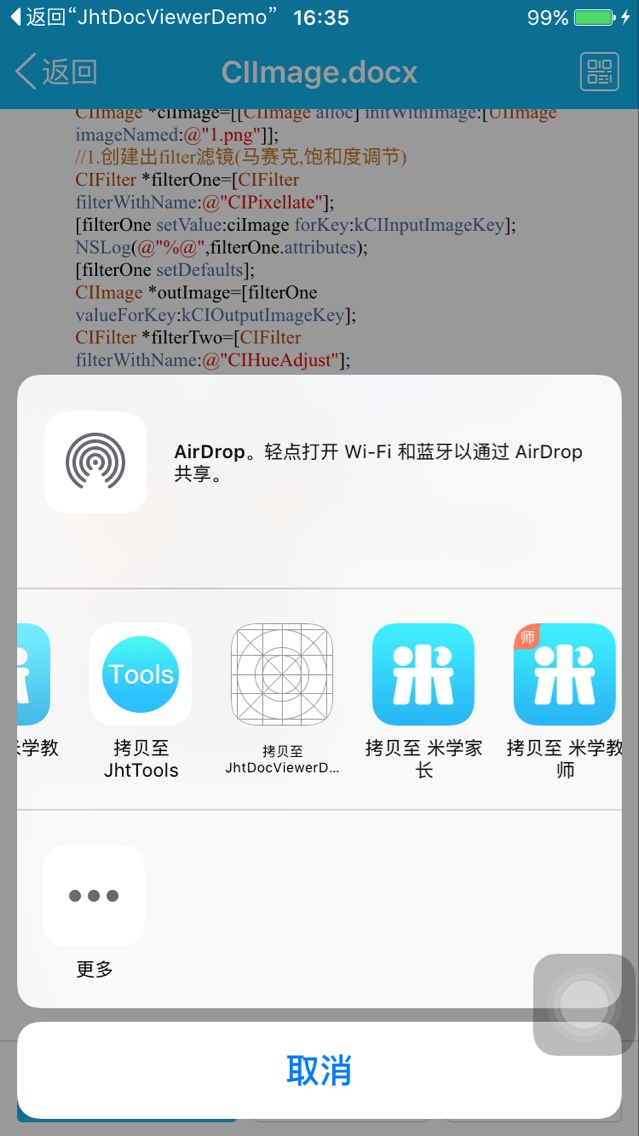 返回“JhtDocViewerDemo” 16:35 99%
返回 CIImage.docx
CIImage *ciImage=[[CIImage alloc] initWithImage:[UIImage
imageNamed:@"1.png"]];
//1.创建出filter滤镜(马赛克,饱和度调节)
CIFilter *filterOne=[CIFilter
filterWithName:@"CIPixellate"];
[filterOne setValue:ciImage forKey:kCIInputImageKey];
NSLog(@"%@",filterOne.attributes);
[filterOne setDefaults];
CIImage *outImage=[filterOne
valueForKey:kCIOutputImageKey];
CIFilter *filterTwo=[CIFilter
filterWithName:@"CIHueAdjust"];
AirDrop。轻点打开 Wi-Fi 和蓝牙以通过 AirDrop
共享。
米学教
Tools
拷贝至
JhtTools
拷贝至
JhtDocViewerD...
拷贝至 米学家
长
师
拷贝至 米学教
师
更多
取消